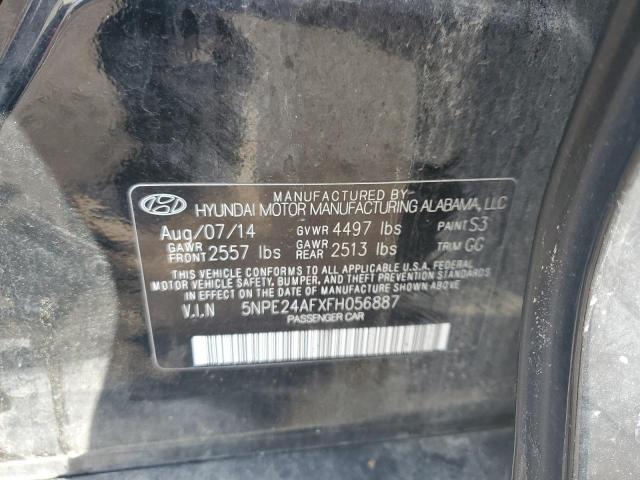 MANUFACTURED BY
HYUNDAI MOTOR MANUFACTURING ALABAMA, LLC
Aug/07/14 GVWR 4497 lbs PAINT S3
GAWR FRONT 2557 lbs GAWR REAR 2513 lbs TRIM GG
THIS VEHICLE CONFORMS TO ALL APPLICABLE U.S.A. FEDERAL
MOTOR VEHICLE SAFETY, BUMPER, AND THEFT PREVENTION STANDARDS
IN EFFECT ON THE DATE OF MANUFACTURE SHOWN ABOVE
V.I.N 5NPE24AFXFH056887
PASSENGER CAR